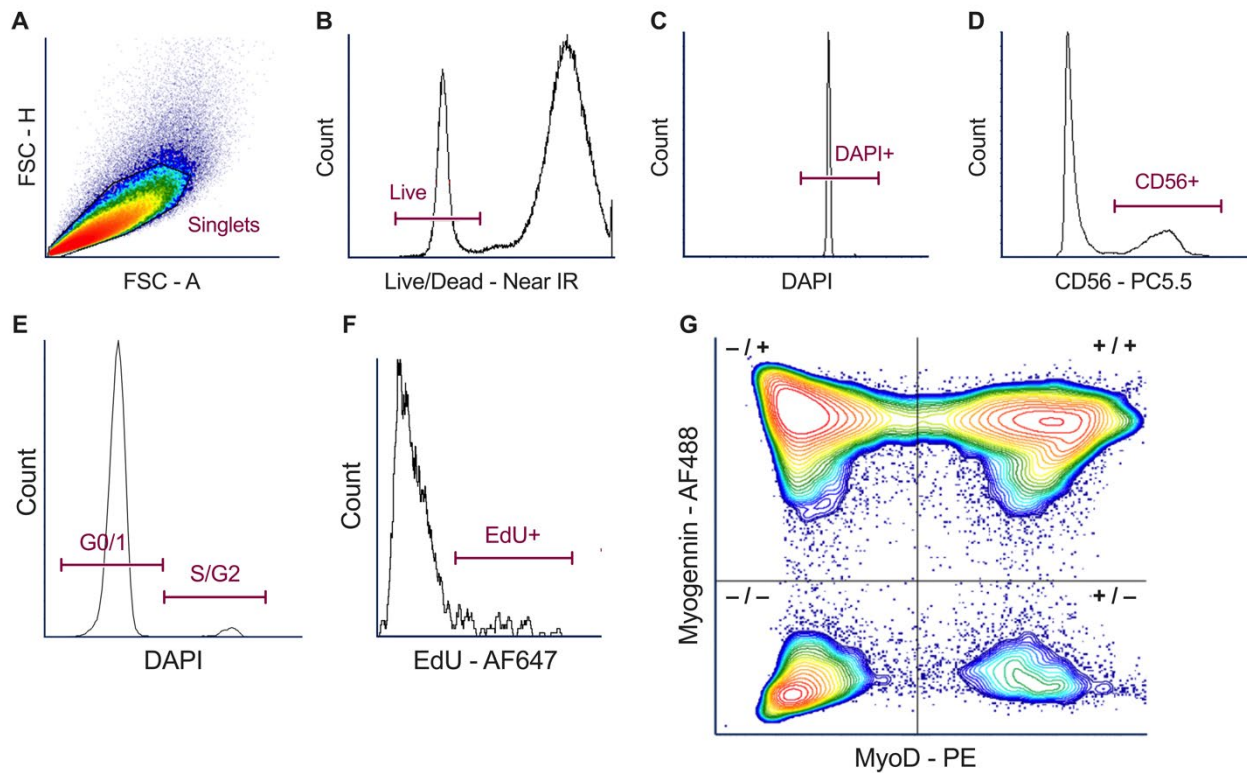 A
FSC - H
Singlets
FSC - A
B
Count
Live
Live/Dead - Near IR
C
Count
DAPI+
DAPI
D
Count
CD56+
CD56 - PC5.5
E
Count
G0/1
S/G2
DAPI
F
Count
EdU+
EdU - AF647
G
Myogennin - AF488
– / +
+ / +
– / –
+ / –
MyoD - PE